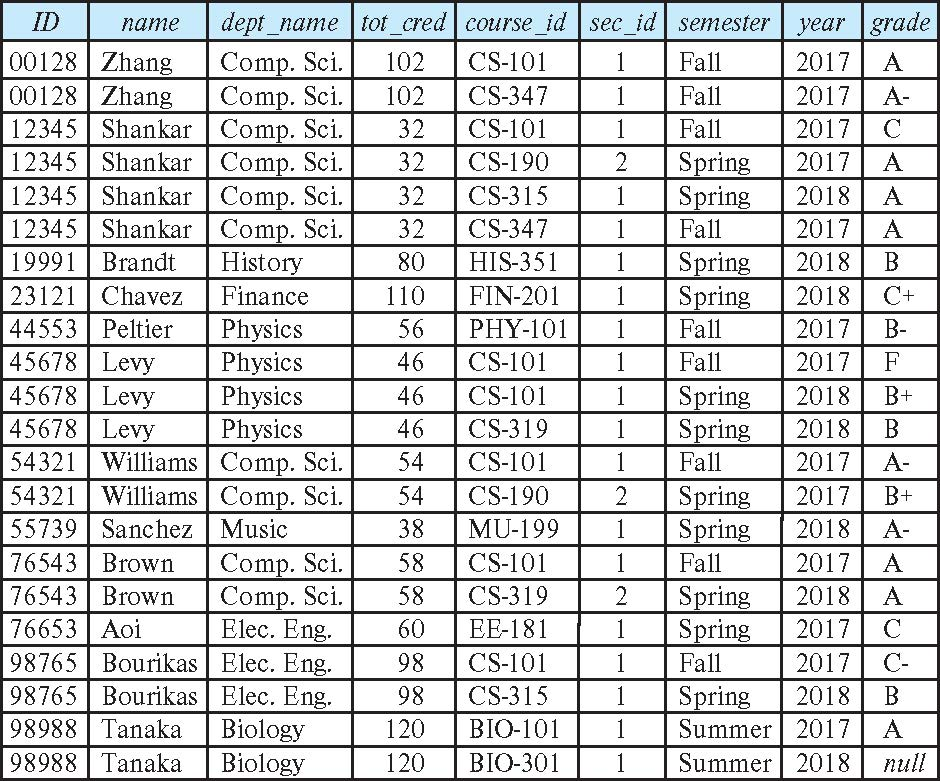 ID name dept_name tot_cred course_id sec_id semester year grade
00128 Zhang Comp. Sci. 102 CS-101 1 Fall 2017 A
00128 Zhang Comp. Sci. 102 CS-347 1 Fall 2017 A-
12345 Shankar Comp. Sci. 32 CS-101 1 Fall 2017 C
12345 Shankar Comp. Sci. 32 CS-190 2 Spring 2017 A
12345 Shankar Comp. Sci. 32 CS-315 1 Spring 2018 A
12345 Shankar Comp. Sci. 32 CS-347 1 Fall 2017 A
19991 Brandt History 80 HIS-351 1 Spring 2018 B
23121 Chavez Finance 110 FIN-201 1 Spring 2018 C+
44553 Peltier Physics 56 PHY-101 1 Fall 2017 B-
45678 Levy Physics 46 CS-101 1 Fall 2017 F
45678 Levy Physics 46 CS-101 1 Spring 2018 B+
45678 Levy Physics 46 CS-319 1 Spring 2018 B
54321 Williams Comp. Sci. 54 CS-101 1 Fall 2017 A-
54321 Williams Comp. Sci. 54 CS-190 2 Spring 2017 B+
55739 Sanchez Music 38 MU-199 1 Spring 2018 A-
76543 Brown Comp. Sci. 58 CS-101 1 Fall 2017 A
76543 Brown Comp. Sci. 58 CS-319 2 Spring 2018 A
76653 Aoi Elec. Eng. 60 EE-181 1 Spring 2017 C
98765 Bourikas Elec. Eng. 98 CS-101 1 Fall 2017 C-
98765 Bourikas Elec. Eng. 98 CS-315 1 Spring 2018 B
98988 Tanaka Biology 120 BIO-101 1 Summer 2017 A
98988 Tanaka Biology 120 BIO-301 1 Summer 2018 null